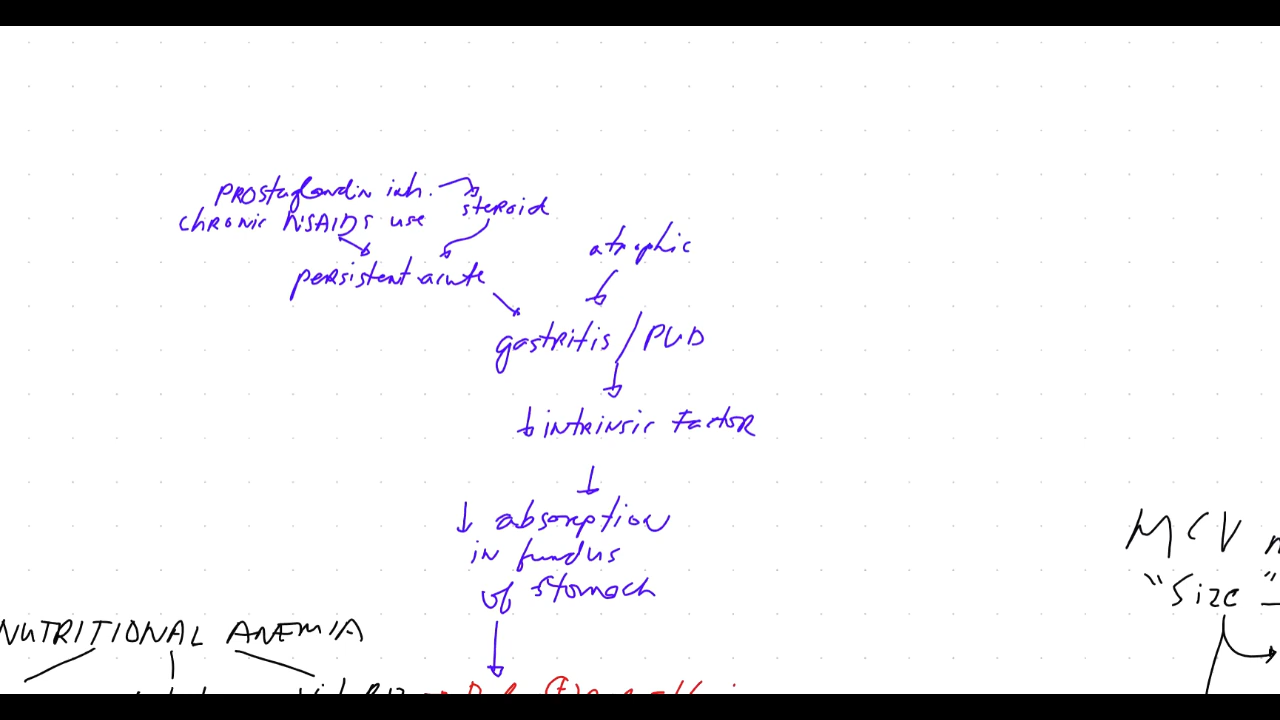 PROstaglandin inh.
steroid
chronic NSAIDs use
atrophic
persistent acute
gastritis / PUD
↓ intrinsic Factor
↓ absorption
in fundus
of stomach
MCV
"Size"
NUTRITIONAL ANEMIA